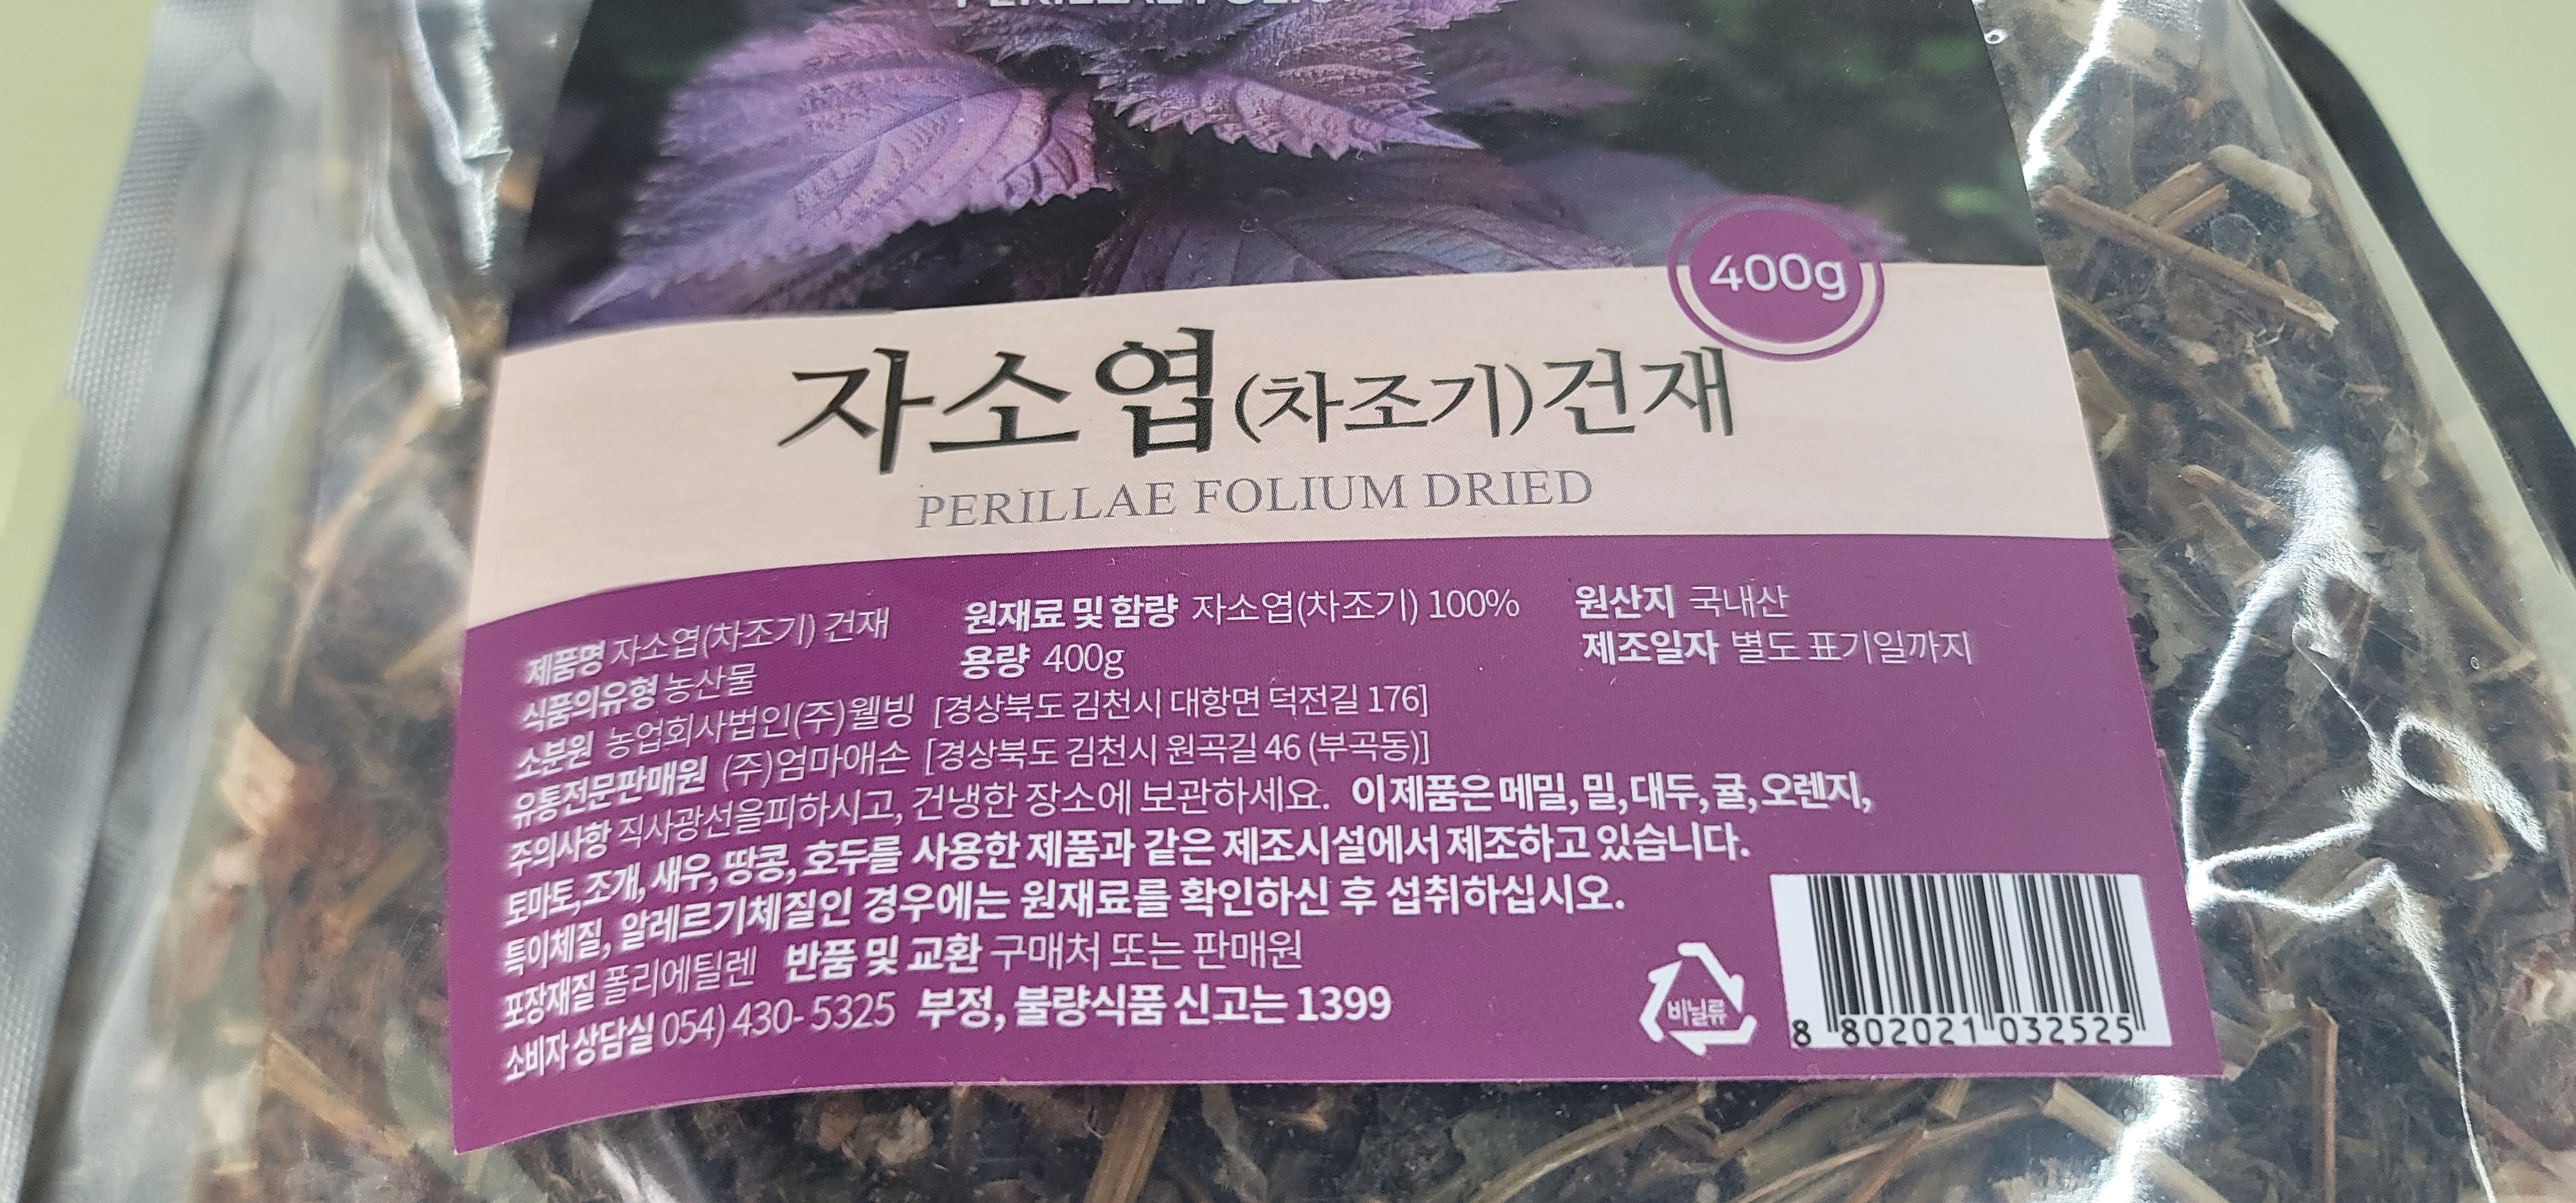 PERILLAE FOLIUM
400g
자소엽(차조기)건재
PERILLAE FOLIUM DRIED
제품명 자소엽(차조기) 건재 원재료 및 함량 자소엽(차조기) 100% 원산지 국내산
식품의유형 농산물 용량 400g 제조일자 별도 표기일까지
소분원 농업회사법인(주)웰빙 [경상북도 김천시 대항면 덕전길 176]
유통전문판매원 (주)엄마애손 [경상북도 김천시 원곡길 46 (부곡동)]
주의사항 직사광선을피하시고, 건냉한 장소에 보관하세요. 이제품은 메밀, 밀, 대두, 귤, 오렌지,
토마토, 조개, 새우, 땅콩, 호두를 사용한 제품과 같은 제조시설에서 제조하고 있습니다.
특이체질, 알레르기체질인 경우에는 원재료를 확인하신 후 섭취하십시오.
포장재질 폴리에틸렌 반품 및 교환 구매처 또는 판매원
소비자 상담실 054) 430- 5325 부정, 불량식품 신고는 1399
비닐류
8 802021 032525